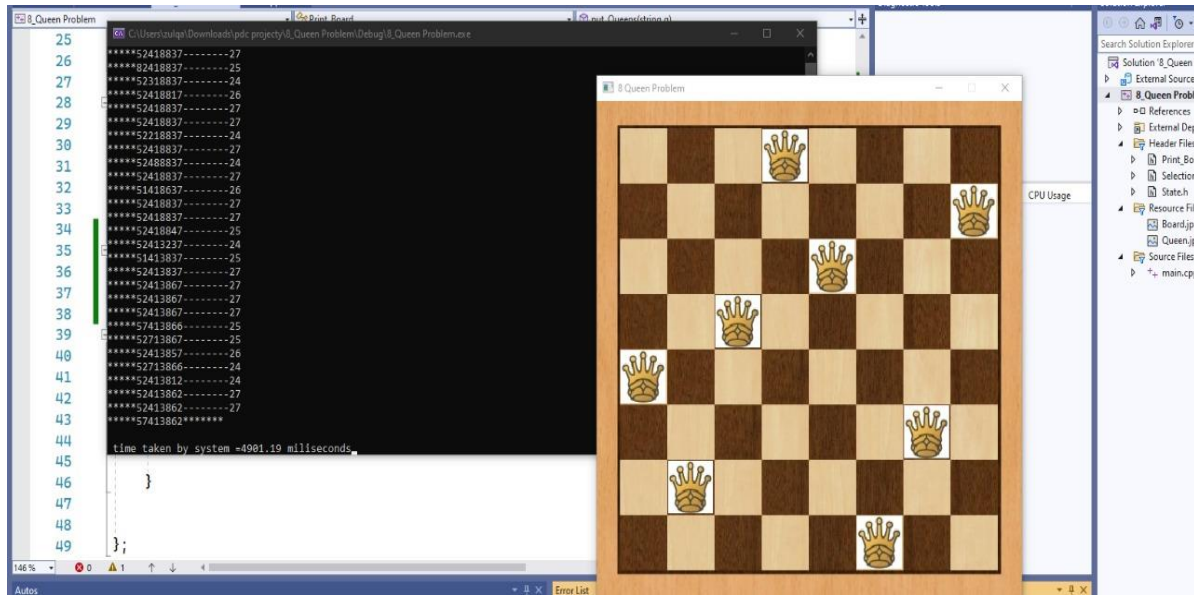 8_Queen Problem
Print_Board
put_Queens(string q)
C:\Users\zulqa\Downloads\pdc projecty\8_Queen Problem\Debug\8_Queen Problem.exe
Search Solution Explorer
Solution '8_Queen
External Source
8_Queen Probl
References
External Dep
Header Files
Print_Bo
Selection
State.h
Resource Fil
Board.jp
Queen.jp
Source Files
main.cp
25
26
27
28
29
30
31
32
33
34
35
36
37
38
39
40
41
42
43
44
45
46
47
48
49
*****52418837--------27
*****82418837--------25
*****52318837--------24
*****52418817--------26
*****52418837--------27
*****52418837--------27
*****52218837--------24
*****52418837--------27
*****52488837--------24
*****52418837--------27
*****51418637--------26
*****52418837--------27
*****52418837--------27
*****52418847--------25
*****52413237--------24
*****51413837--------25
*****52413837--------27
*****52413867--------27
*****52413867--------27
*****52413867--------27
*****57413866--------25
*****52713867--------25
*****52413857--------26
*****52713866--------24
*****52413812--------24
*****52413862--------27
*****52413862--------27
*****57413862*******
time taken by system =4901.19 miliseconds_
}
};
8 Queen Problem
CPU Usage
146 %
0
1
Autos
Error List